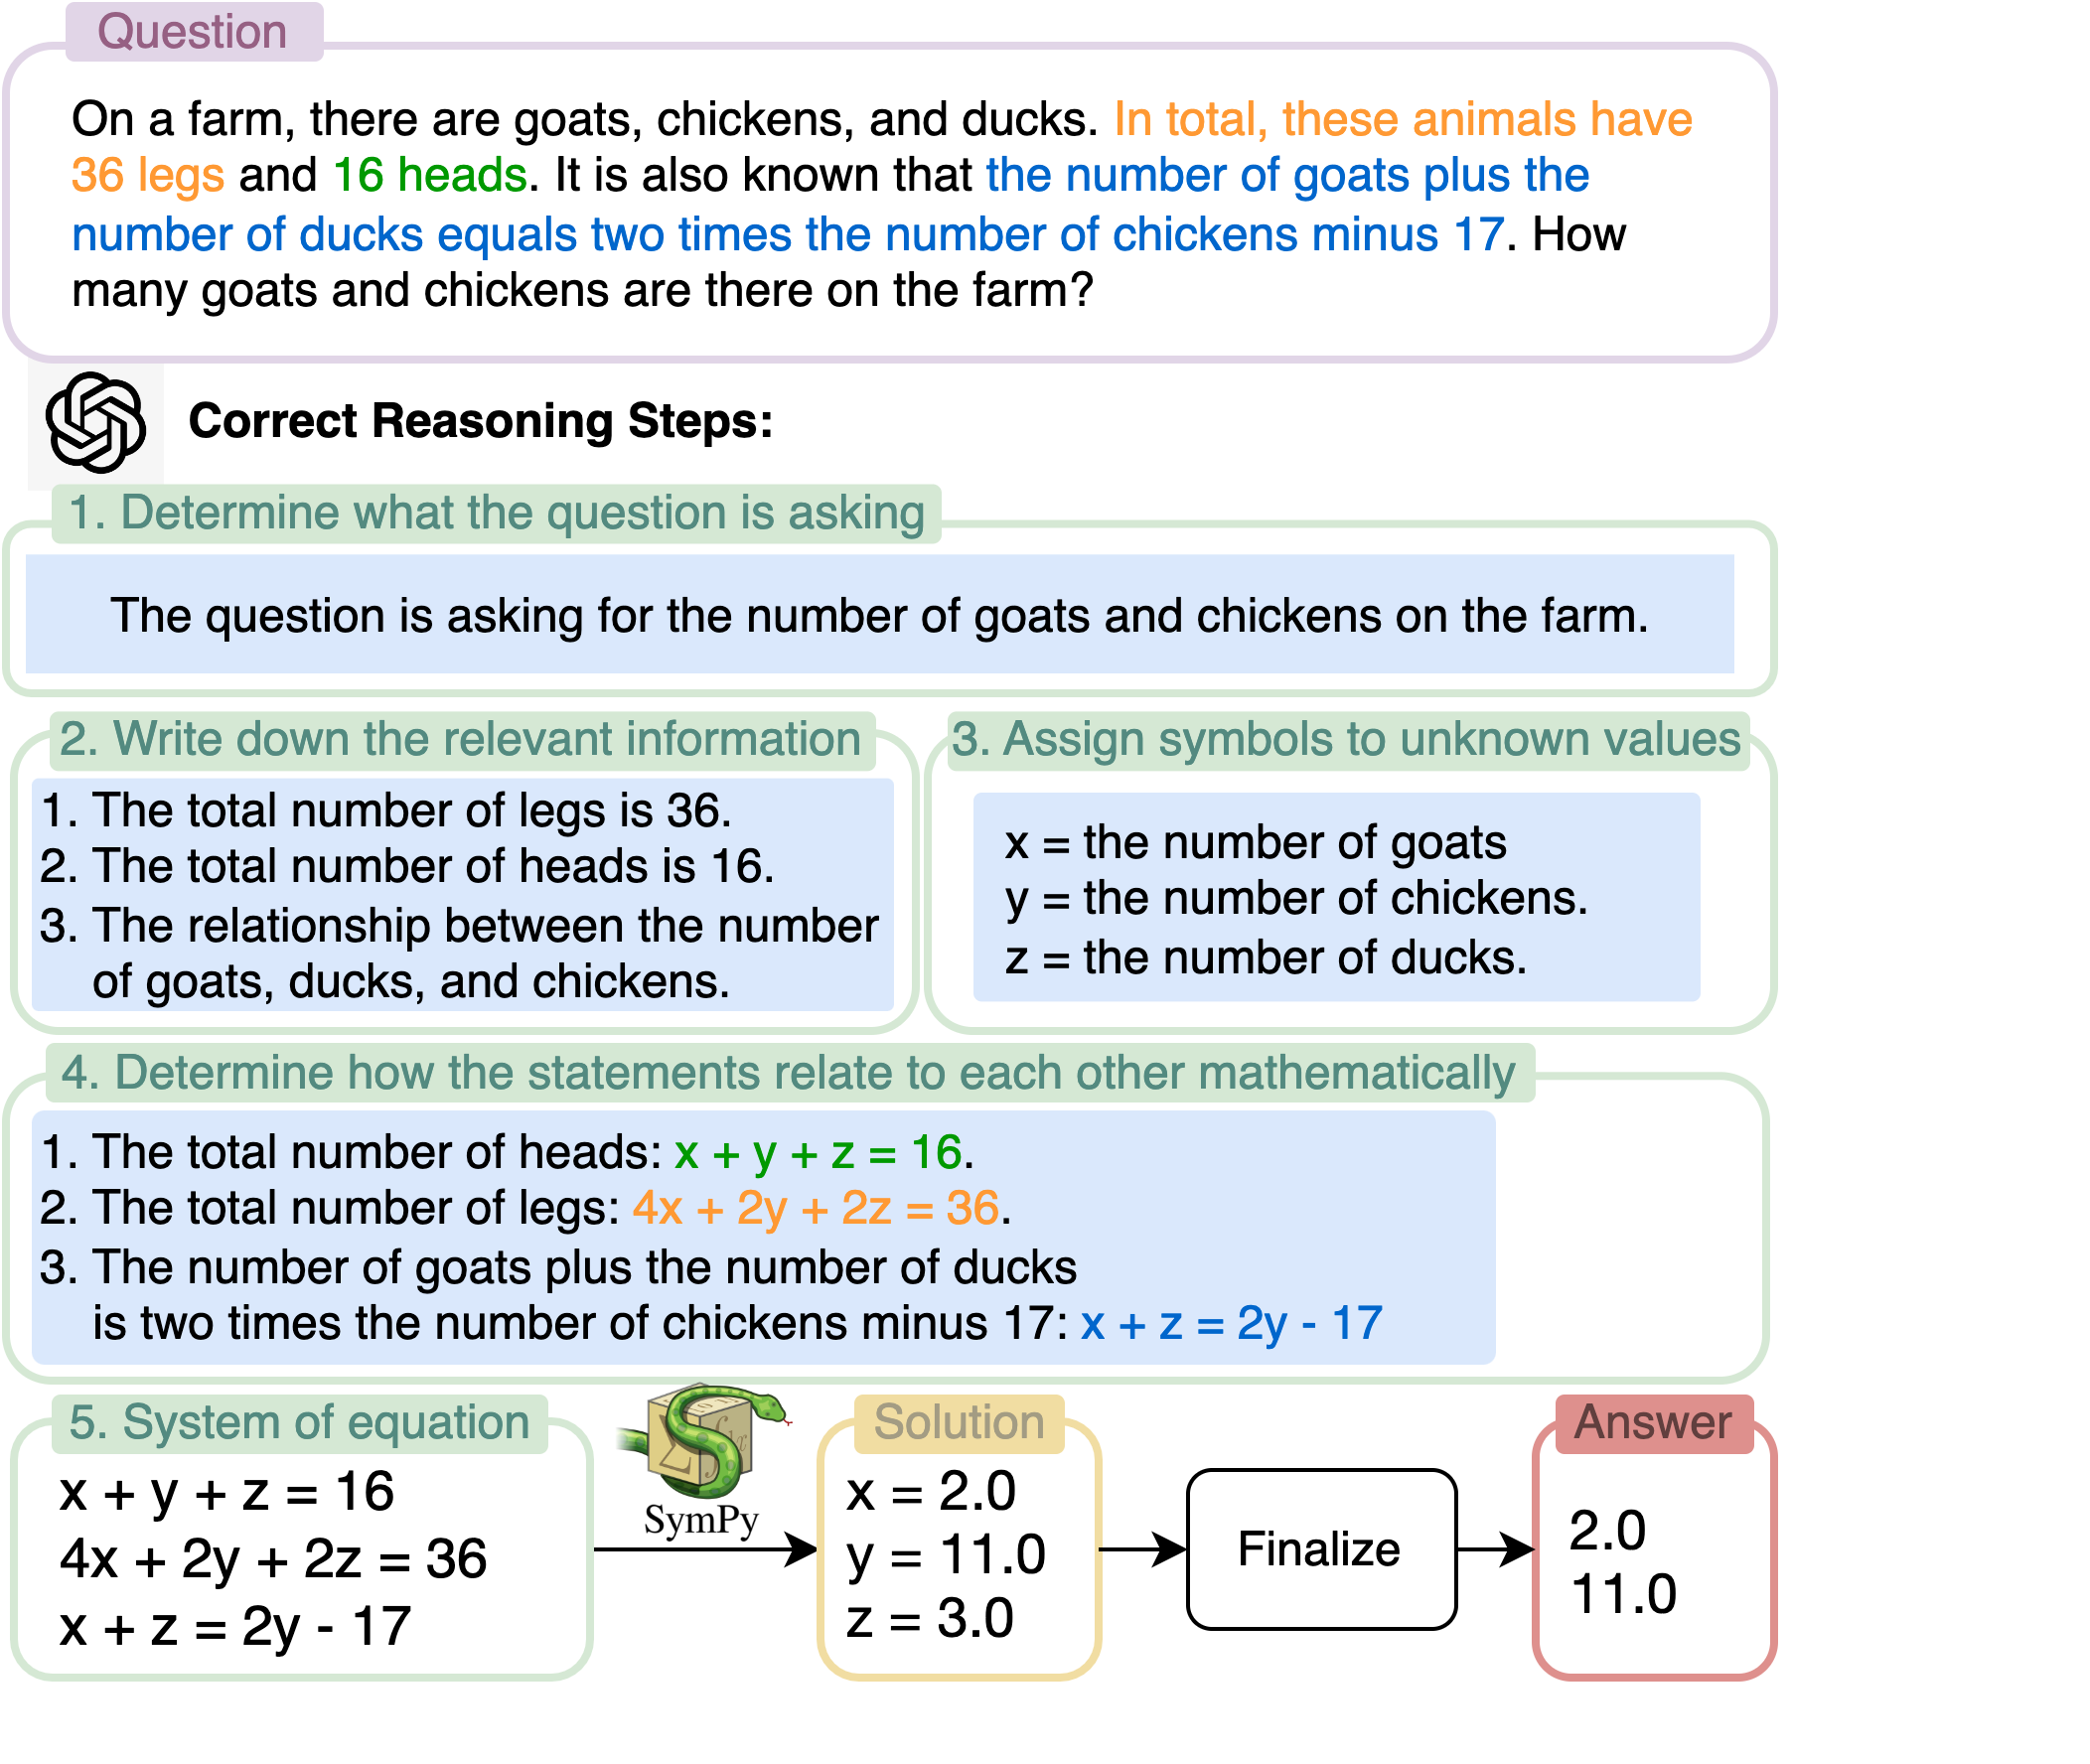 Question
On a farm, there are goats, chickens, and ducks. In total, these animals have
36 legs and 16 heads. It is also known that the number of goats plus the
number of ducks equals two times the number of chickens minus 17. How
many goats and chickens are there on the farm?
Correct Reasoning Steps:
1. Determine what the question is asking
The question is asking for the number of goats and chickens on the farm.
2. Write down the relevant information
1. The total number of legs is 36.
2. The total number of heads is 16.
3. The relationship between the number
of goats, ducks, and chickens.
3. Assign symbols to unknown values
x = the number of goats
y = the number of chickens.
z = the number of ducks.
4. Determine how the statements relate to each other mathematically
1. The total number of heads: x + y + z = 16.
2. The total number of legs: 4x + 2y + 2z = 36.
3. The number of goats plus the number of ducks
is two times the number of chickens minus 17: x + z = 2y - 17
5. System of equation
x + y + z = 16
4x + 2y + 2z = 36
x + z = 2y - 17
SymPy
Solution
x = 2.0
y = 11.0
z = 3.0
Finalize
Answer
2.0
11.0